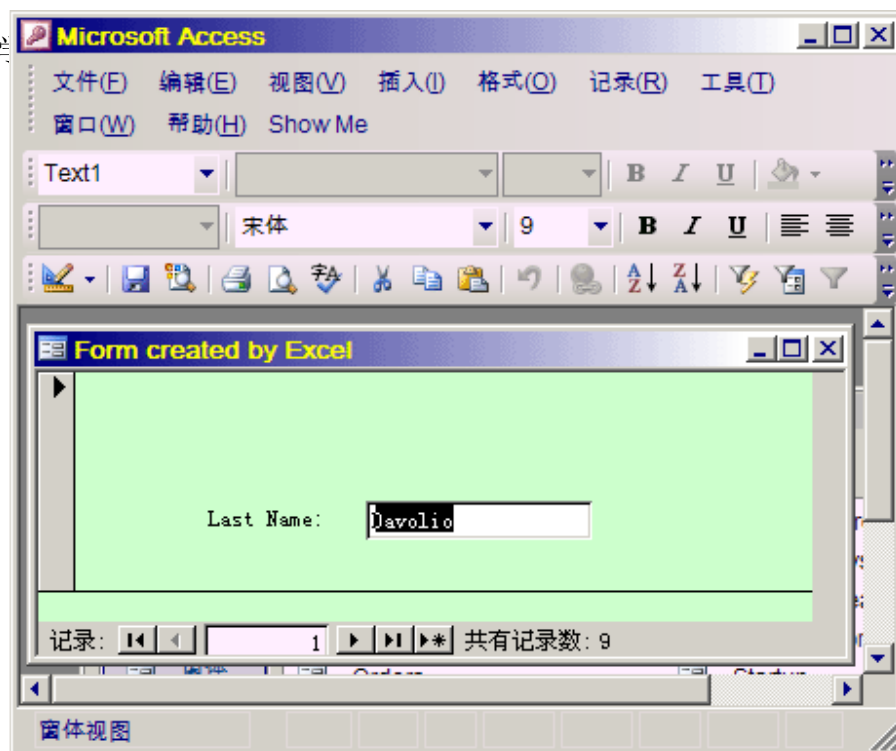 Microsoft Access
文件(F) 编辑(E) 视图(V) 插入(I) 格式(O) 记录(R) 工具(T)
窗口(W) 帮助(H) Show Me
Text1 B I U
宋体 9 B I U
Form created by Excel
Last Name: Davolio
记录: 1 共有记录数: 9
窗体视图